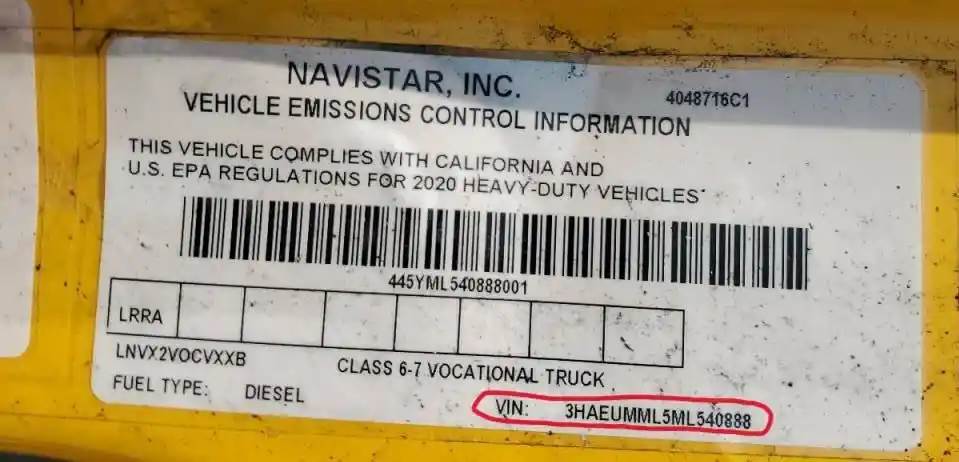 NAVISTAR, INC.
4048716C1
VEHICLE EMISSIONS CONTROL INFORMATION
THIS VEHICLE COMPLIES WITH CALIFORNIA AND
U.S. EPA REGULATIONS FOR 2020 HEAVY-DUTY VEHICLES
445YML540888001
LRRA
LNVX2VOCVXXB
CLASS 6-7 VOCATIONAL TRUCK
FUEL TYPE: DIESEL
VIN: 3HAEUMML5ML540888